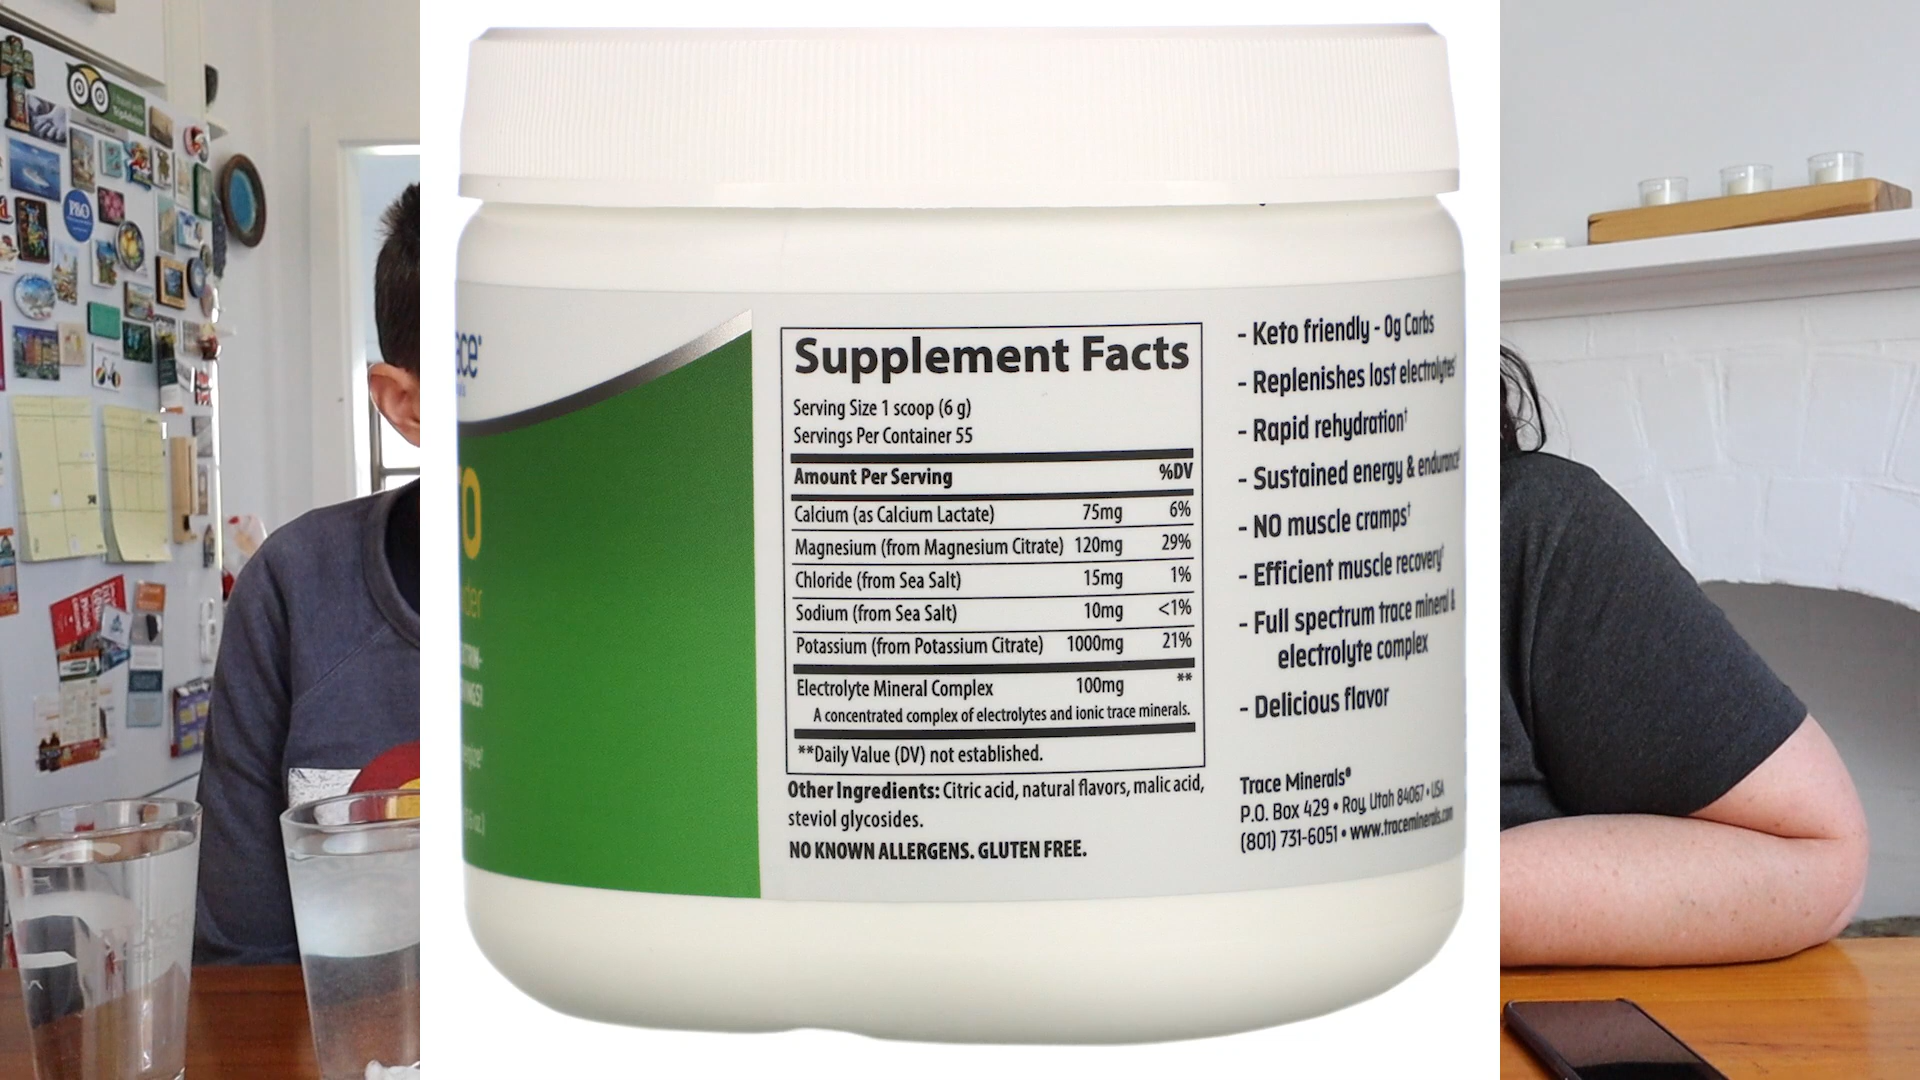 TripAdvisor
P&O
ace
TO
der
Supplement Facts
Serving Size 1 scoop (6 g)
Servings Per Container 55
Amount Per Serving %DV
Calcium (as Calcium Lactate) 75mg 6%
Magnesium (from Magnesium Citrate) 120mg 29%
Chloride (from Sea Salt) 15mg 1%
Sodium (from Sea Salt) 10mg <1%
Potassium (from Potassium Citrate) 1000mg 21%
Electrolyte Mineral Complex 100mg **
A concentrated complex of electrolytes and ionic trace minerals.
**Daily Value (DV) not established.
Other Ingredients: Citric acid, natural flavors, malic acid,
steviol glycosides.
NO KNOWN ALLERGENS. GLUTEN FREE.
- Keto friendly - 0g Carbs
- Replenishes lost electrolytes†
- Rapid rehydration†
- Sustained energy & endurance†
- NO muscle cramps†
- Efficient muscle recovery†
- Full spectrum trace mineral &
electrolyte complex
- Delicious flavor
Trace Minerals®
P.O. Box 429 • Roy, Utah 84067 • USA
(801) 731-6051 • www.traceminerals.com